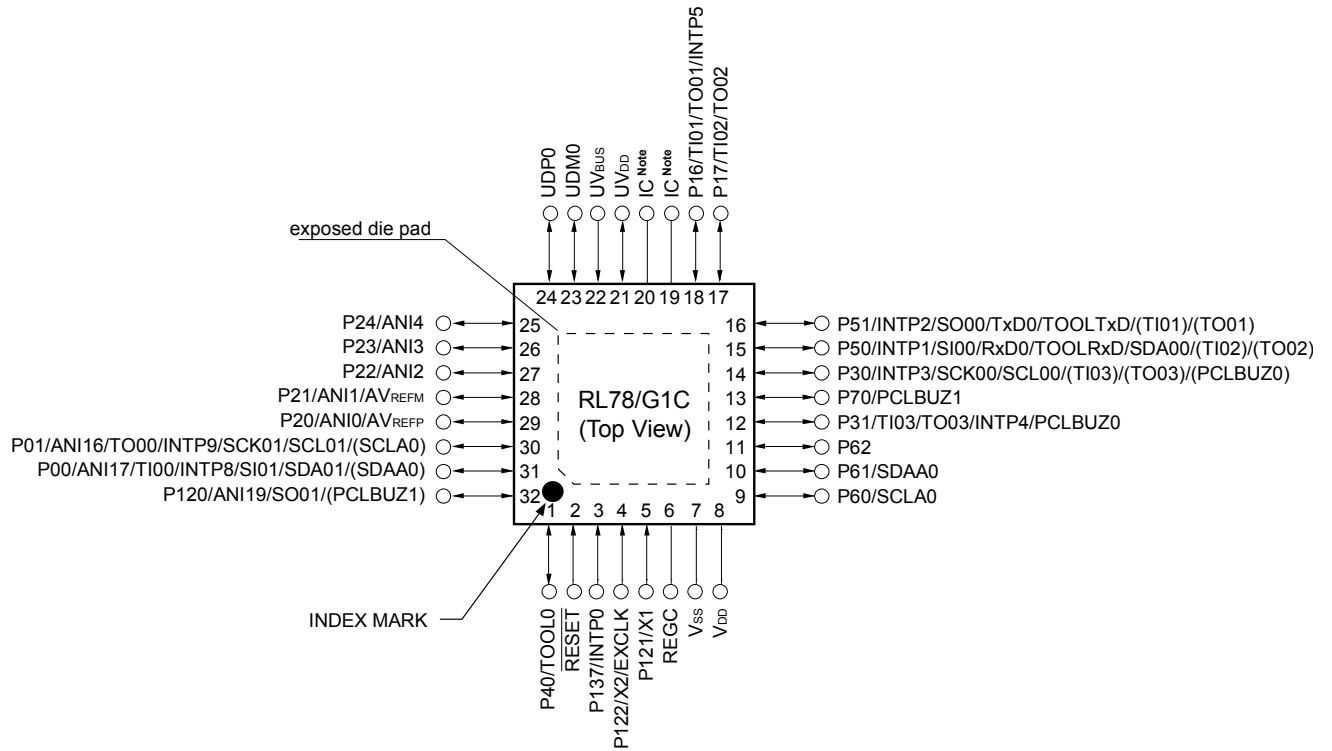 UDP0
UDM0
UVBUS
UVDD
IC Note
IC Note
P16/TI01/TO01/INTP5
P17/TI02/TO02
exposed die pad
24 23 22 21 20 19 18 17
P24/ANI4 25
P23/ANI3 26
P22/ANI2 27
P21/ANI1/AVREFM 28
P20/ANI0/AVREFP 29
P01/ANI16/TO00/INTP9/SCK01/SCL01/(SCLA0) 30
P00/ANI17/TI00/INTP8/SI01/SDA01/(SDAA0) 31
P120/ANI19/SO01/(PCLBUZ1) 32
RL78/G1C
(Top View)
16 P51/INTP2/SO00/TxD0/TOOLTxD/(TI01)/(TO01)
15 P50/INTP1/SI00/RxD0/TOOLRxD/SDA00/(TI02)/(TO02)
14 P30/INTP3/SCK00/SCL00/(TI03)/(TO03)/(PCLBUZ0)
13 P70/PCLBUZ1
12 P31/TI03/TO03/INTP4/PCLBUZ0
11 P62
10 P61/SDAA0
9 P60/SCLA0
1 2 3 4 5 6 7 8
INDEX MARK
P40/TOOL0
RESET
P137/INTP0
P122/X2/EXCLK
P121/X1
REGC
VSS
VDD